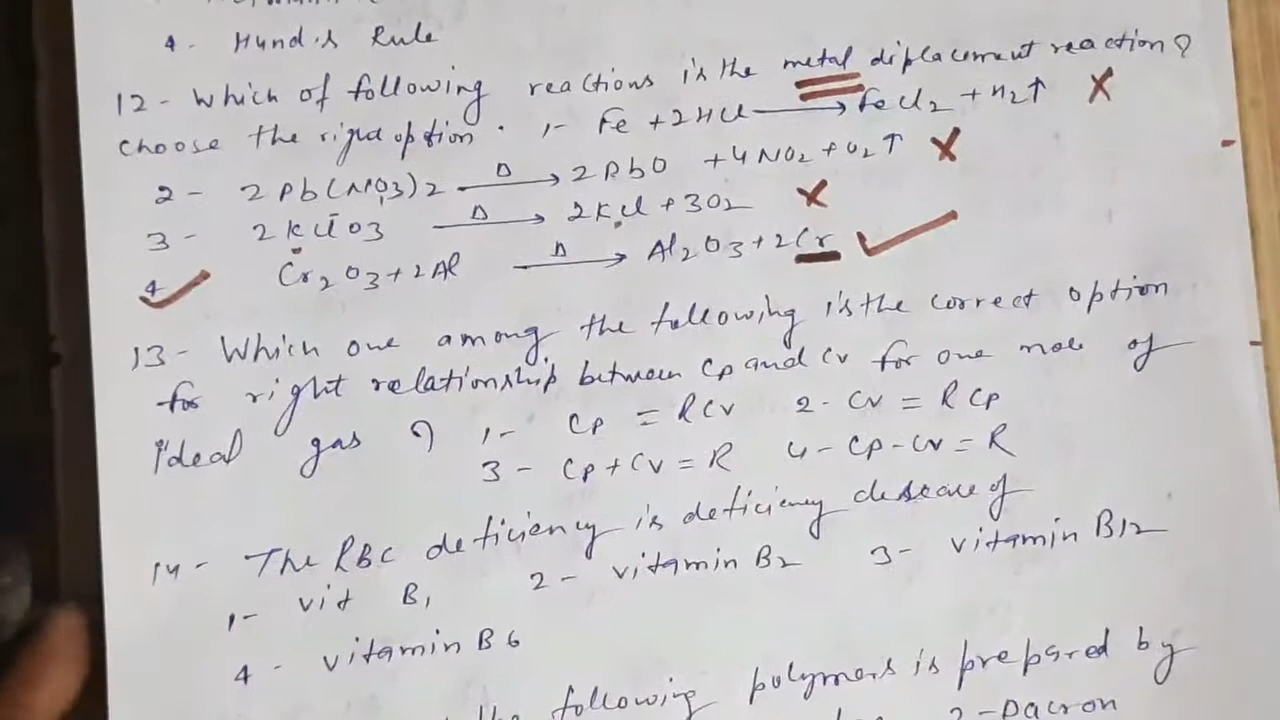 4. Hund's Rule
12 - Which of following reactions is the metal diplacement reaction?
Choose the right option. 1,- Fe + 2HCl → FeCl2 + H2↑ X
2 - 2Pb(NO3)2 Δ→ 2PbO + 4NO2 + O2↑ X
3 - 2KClO3 Δ→ 2KCl + 3O2 X
4 Cr2O3 + 2Al Δ→ Al2O3 + 2Cr ✓
13 - Which one among the following is the correct option
for right relationship between Cp and Cv for one mole of
ideal gas ? 1,- Cp = RCv 2- Cv = RCp
3 - Cp + Cv = R 4 - Cp - Cv = R
14 - The RBC deficiency is deficiency of
1,- vit B1 2 - vitamin B2 3 - vitamin B12
4 - vitamin B6
the following polymers is prepared by
2 - Dacron